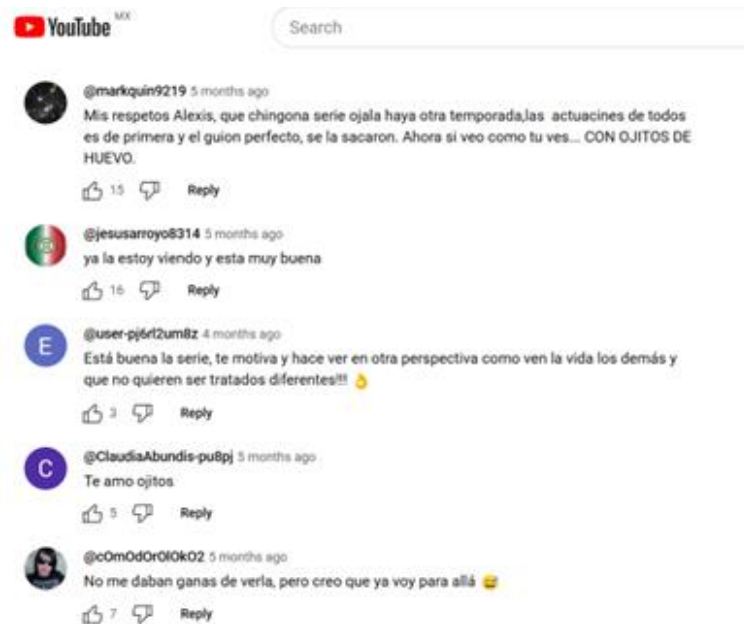 YouTube MX
Search
@markquin9219 5 months ago
Mis respetos Alexis, que chingona serie ojala haya otra temporada,las actuacines de todos
es de primera y el guion perfecto, se la sacaron. Ahora si veo como tu ves... CON OJITOS DE
HUEVO.
15 Reply
@jesusarroyo8314 5 months ago
ya la estoy viendo y esta muy buena
16 Reply
E
@user-pj6rl2um8z 4 months ago
Está buena la serie, te motiva y hace ver en otra perspectiva como ven la vida los demás y
que no quieren ser tratados diferentes!!! 👌
3 Reply
C
@ClaudiaAbundis-pu8pj 5 months ago
Te amo ojitos
5 Reply
@cOmOdOr0lOkO2 5 months ago
No me daban ganas de verla, pero creo que ya voy para allá 😅
7 Reply